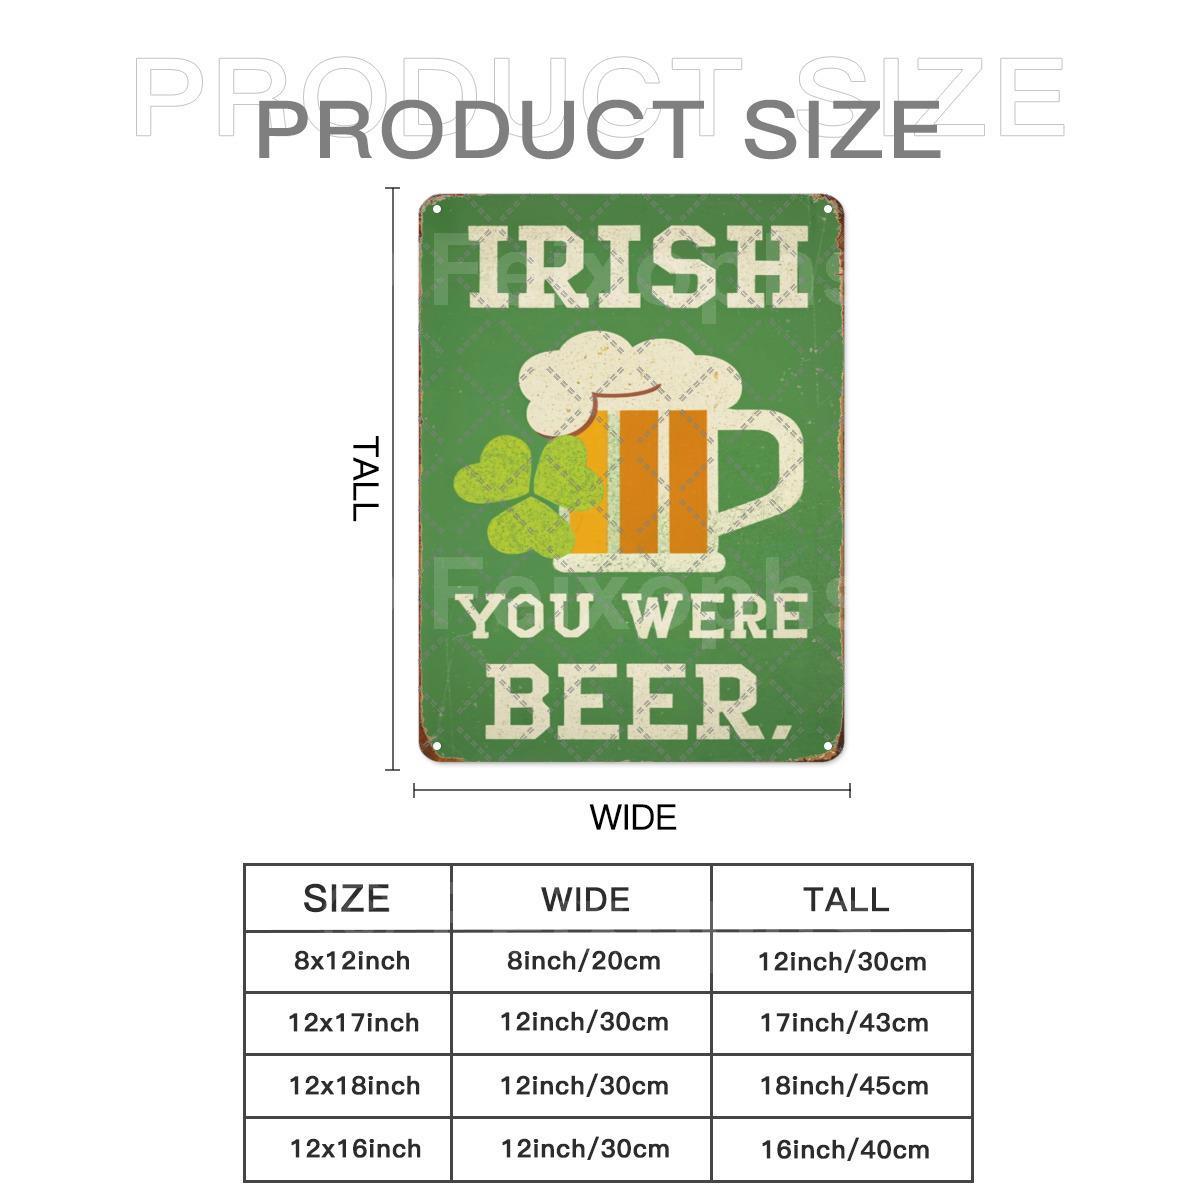 PRODUCT SIZE
PRODUCT SIZE
IRISH
Feixophs
TALL
Feixophs
YOU WERE
BEER.
WIDE
SIZE WIDE TALL
8x12inch 8inch/20cm 12inch/30cm
12x17inch 12inch/30cm 17inch/43cm
12x18inch 12inch/30cm 18inch/45cm
12x16inch 12inch/30cm 16inch/40cm